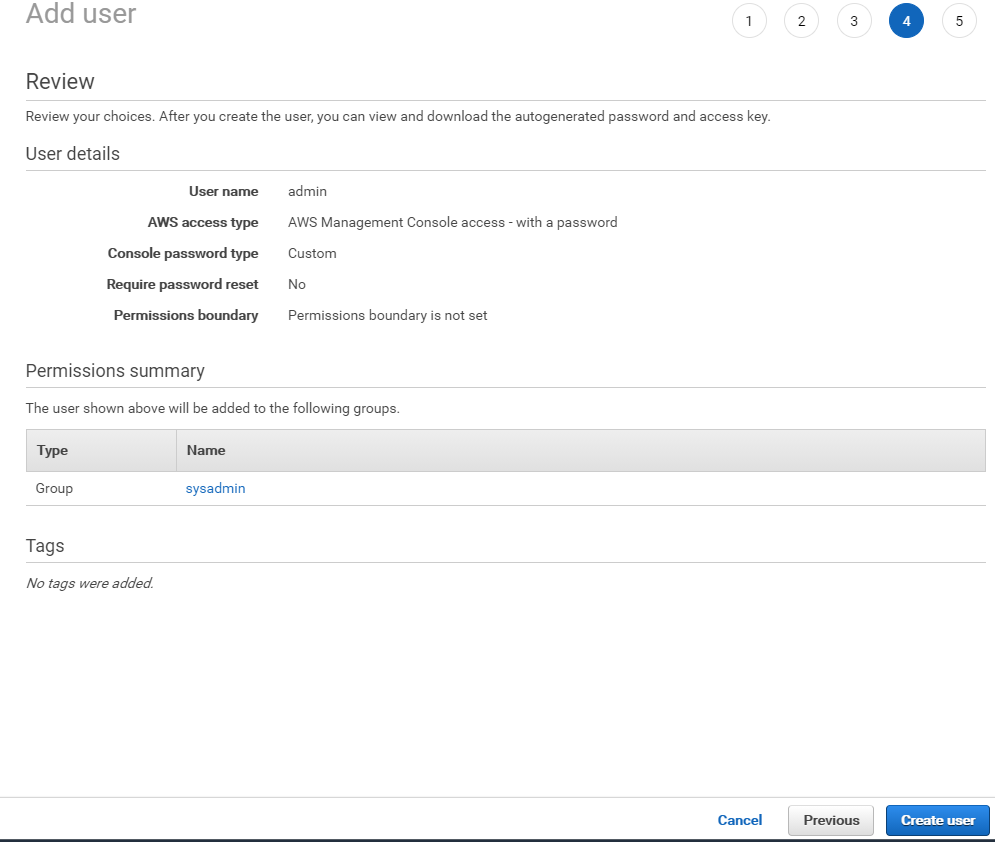 Add user
1 2 3 4 5
Review
Review your choices. After you create the user, you can view and download the autogenerated password and access key.
User details
User name admin
AWS access type AWS Management Console access - with a password
Console password type Custom
Require password reset No
Permissions boundary Permissions boundary is not set
Permissions summary
The user shown above will be added to the following groups.
Type Name
Group sysadmin
Tags
No tags were added.
Cancel Previous Create user